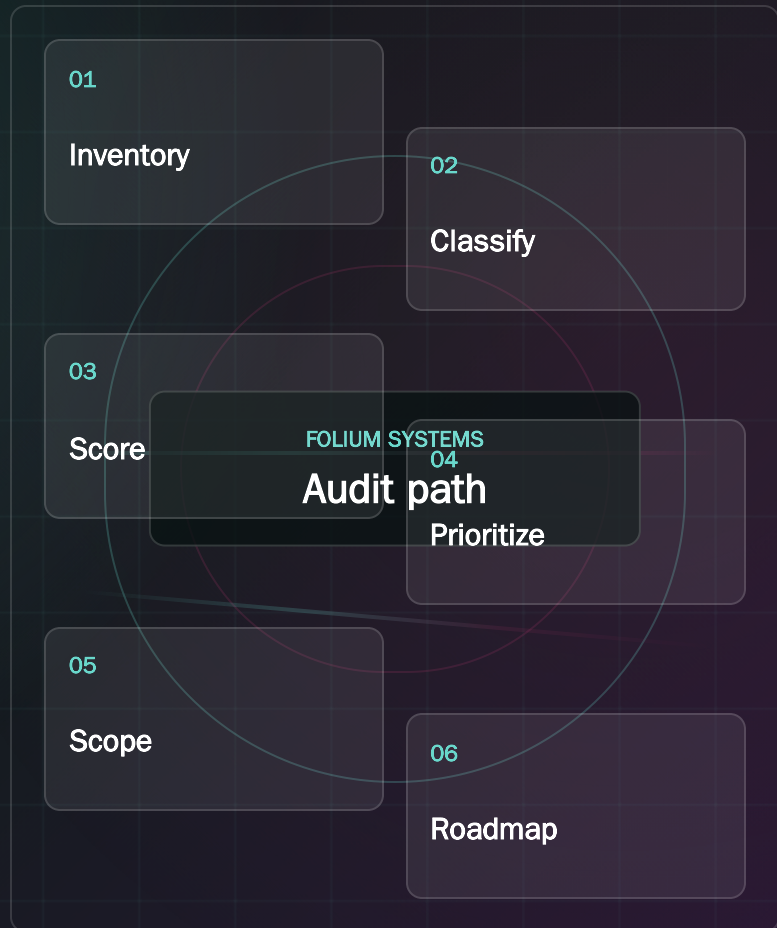 01
Inventory
02
Classify
03
Score
FOLIUM SYSTEMS
Audit path
04
Prioritize
05
Scope
06
Roadmap